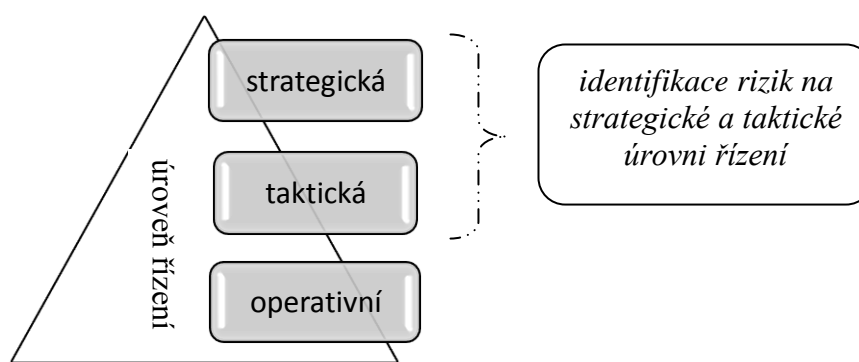 strategická
taktická
operativní
úroveň řízení
identifikace rizik na
strategické a taktické
úrovni řízení